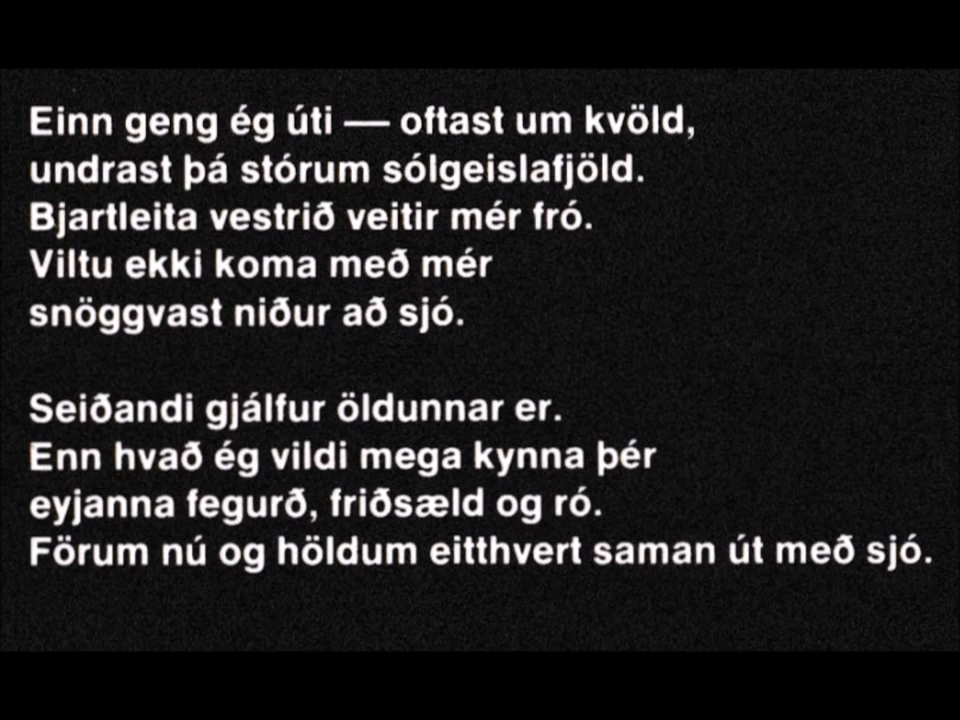 Einn geng ég úti — oftast um kvöld,
undrast þá stórum sólgeislafjöld.
Bjartleita vestrið veitir mér fró.
Viltu ekki koma með mér
snöggvast niður að sjó.
Seiðandi gjálfur öldunnar er.
Enn hvað ég vildi mega kynna þér
eyjanna fegurð, friðsæld og ró.
Förum nú og höldum eitthvert saman út með sjó.